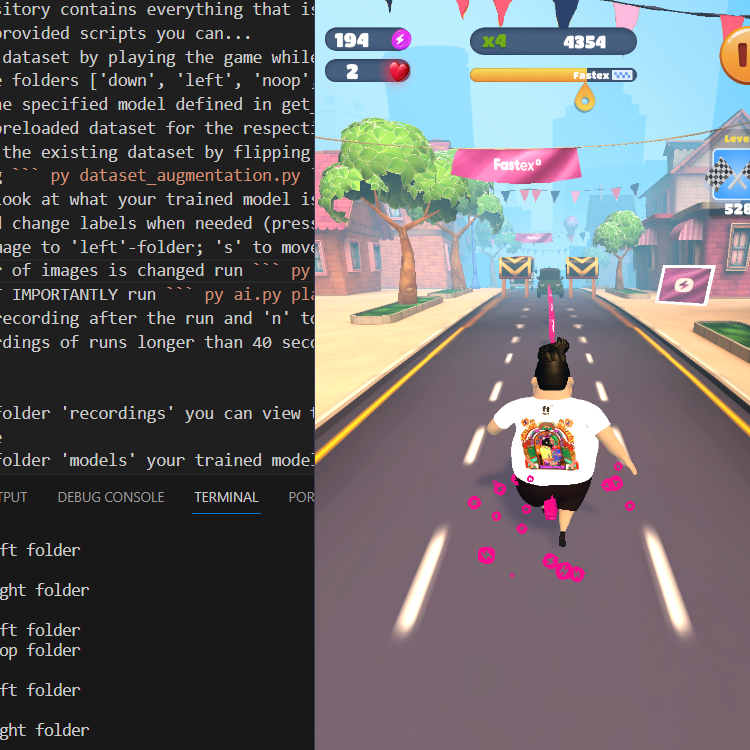 sitory contains everything that is
provided scripts you can...
dataset by playing the game while
e folders ['down', 'left', 'noop',
he specified model defined in get_
preloaded dataset for the respecti
the existing dataset by flipping
g ``` py dataset_augmentation.py
look at what your trained model is
d change labels when needed (press
mage to 'left'-folder; 's' to move
r of images is changed run ``` py
T IMPORTANTLY run ``` py ai.py pla
recording after the run and 'n' to
rdings of runs longer than 40 seco
folder 'recordings' you can view t
e
folder 'models' your trained model
TPUT DEBUG CONSOLE TERMINAL POR
ft folder
ght folder
ft folder
op folder
ft folder
ght folder
194
2
x4 4354
Fastex
Leve
528
Fastex